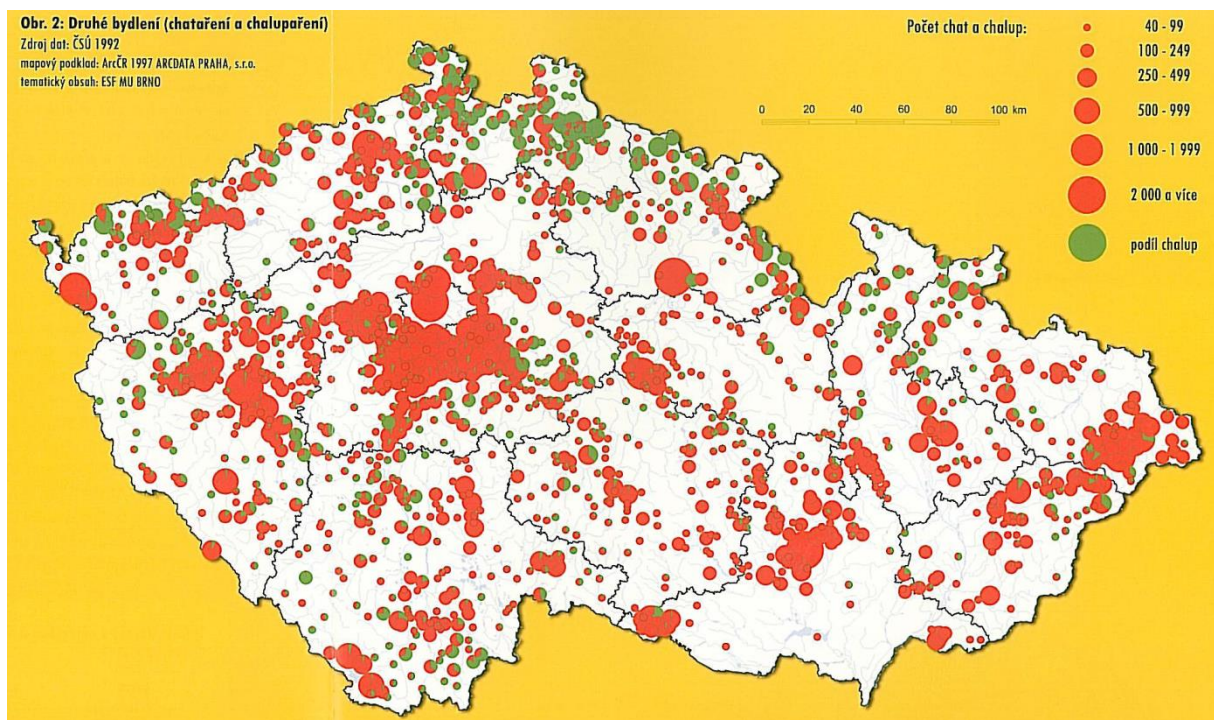 Obr. 2: Druhé bydlení (chataření a chalupaření)
Zdroj dat: ČSÚ 1992
mapový podklad: ArcČR 1997 ARCDATA PRAHA, s.r.o.
tematický obsah: ESF MU BRNO
Počet chat a chalup:
40 - 99
100 - 249
250 - 499
500 - 999
1 000 - 1 999
2 000 a více
podíl chalup
0 20 40 60 80 100 km